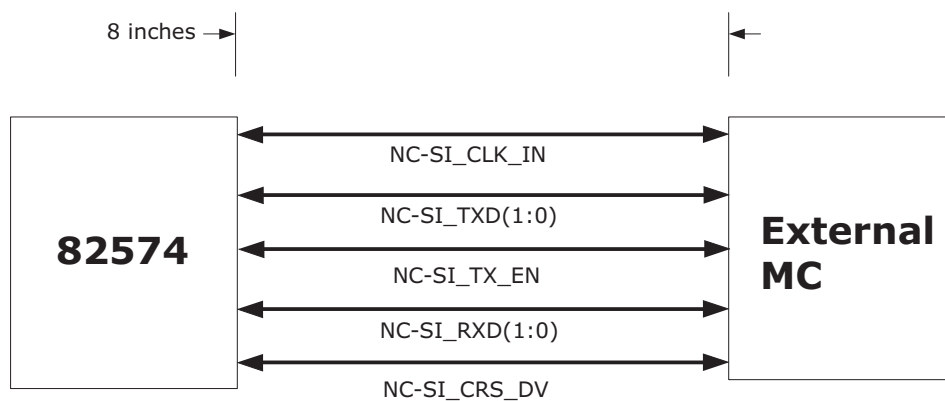 8 inches
NC-SI_CLK_IN
NC-SI_TXD(1:0)
82574
External
MC
NC-SI_TX_EN
NC-SI_RXD(1:0)
NC-SI_CRS_DV